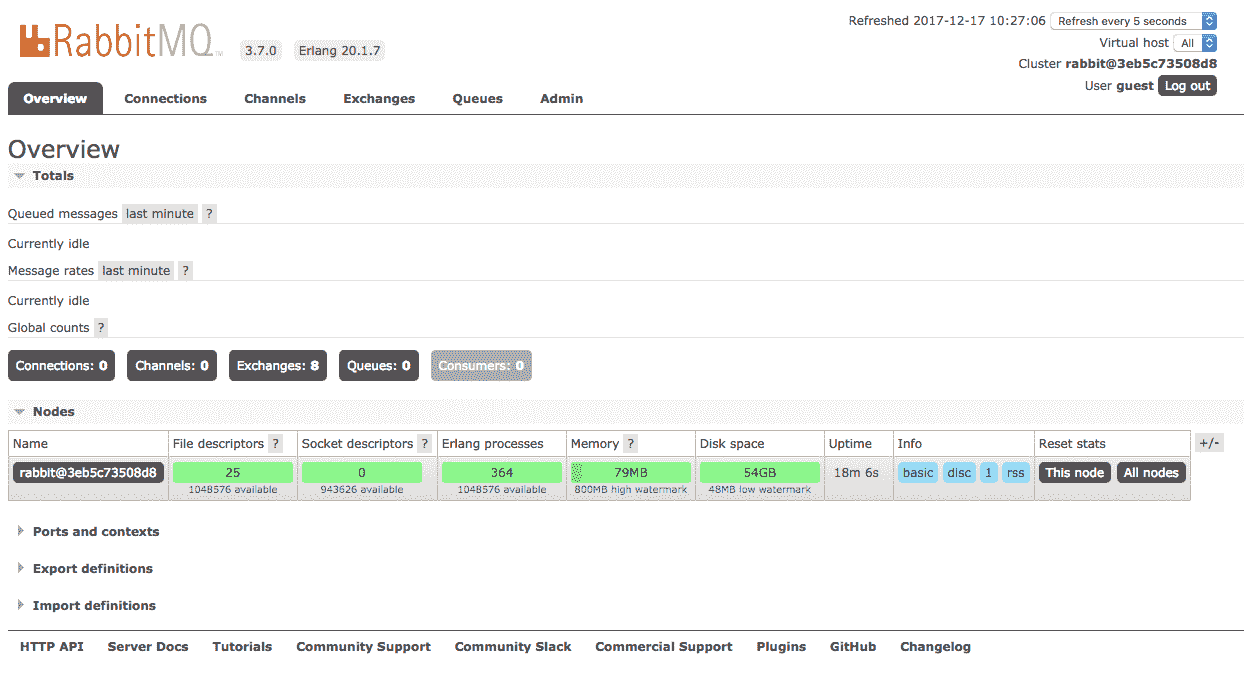 RabbitMQ TM 3.7.0 Erlang 20.1.7
Refreshed 2017-12-17 10:27:06 Refresh every 5 seconds
Virtual host All
Cluster rabbit@3eb5c73508d8
User guest Log out
Overview Connections Channels Exchanges Queues Admin
Overview
Totals
Queued messages last minute ?
Currently idle
Message rates last minute ?
Currently idle
Global counts ?
Connections: 0 Channels: 0 Exchanges: 8 Queues: 0 Consumers: 0
Nodes
Name File descriptors ? Socket descriptors ? Erlang processes Memory ? Disk space Uptime Info Reset stats +/-
rabbit@3eb5c73508d8 25 0 364 79MB 54GB 18m 6s basic disc 1 rss This node All nodes
1048576 available 943626 available 1048576 available 800MB high watermark 48MB low watermark
Ports and contexts
Export definitions
Import definitions
HTTP API Server Docs Tutorials Community Support Community Slack Commercial Support Plugins GitHub Changelog